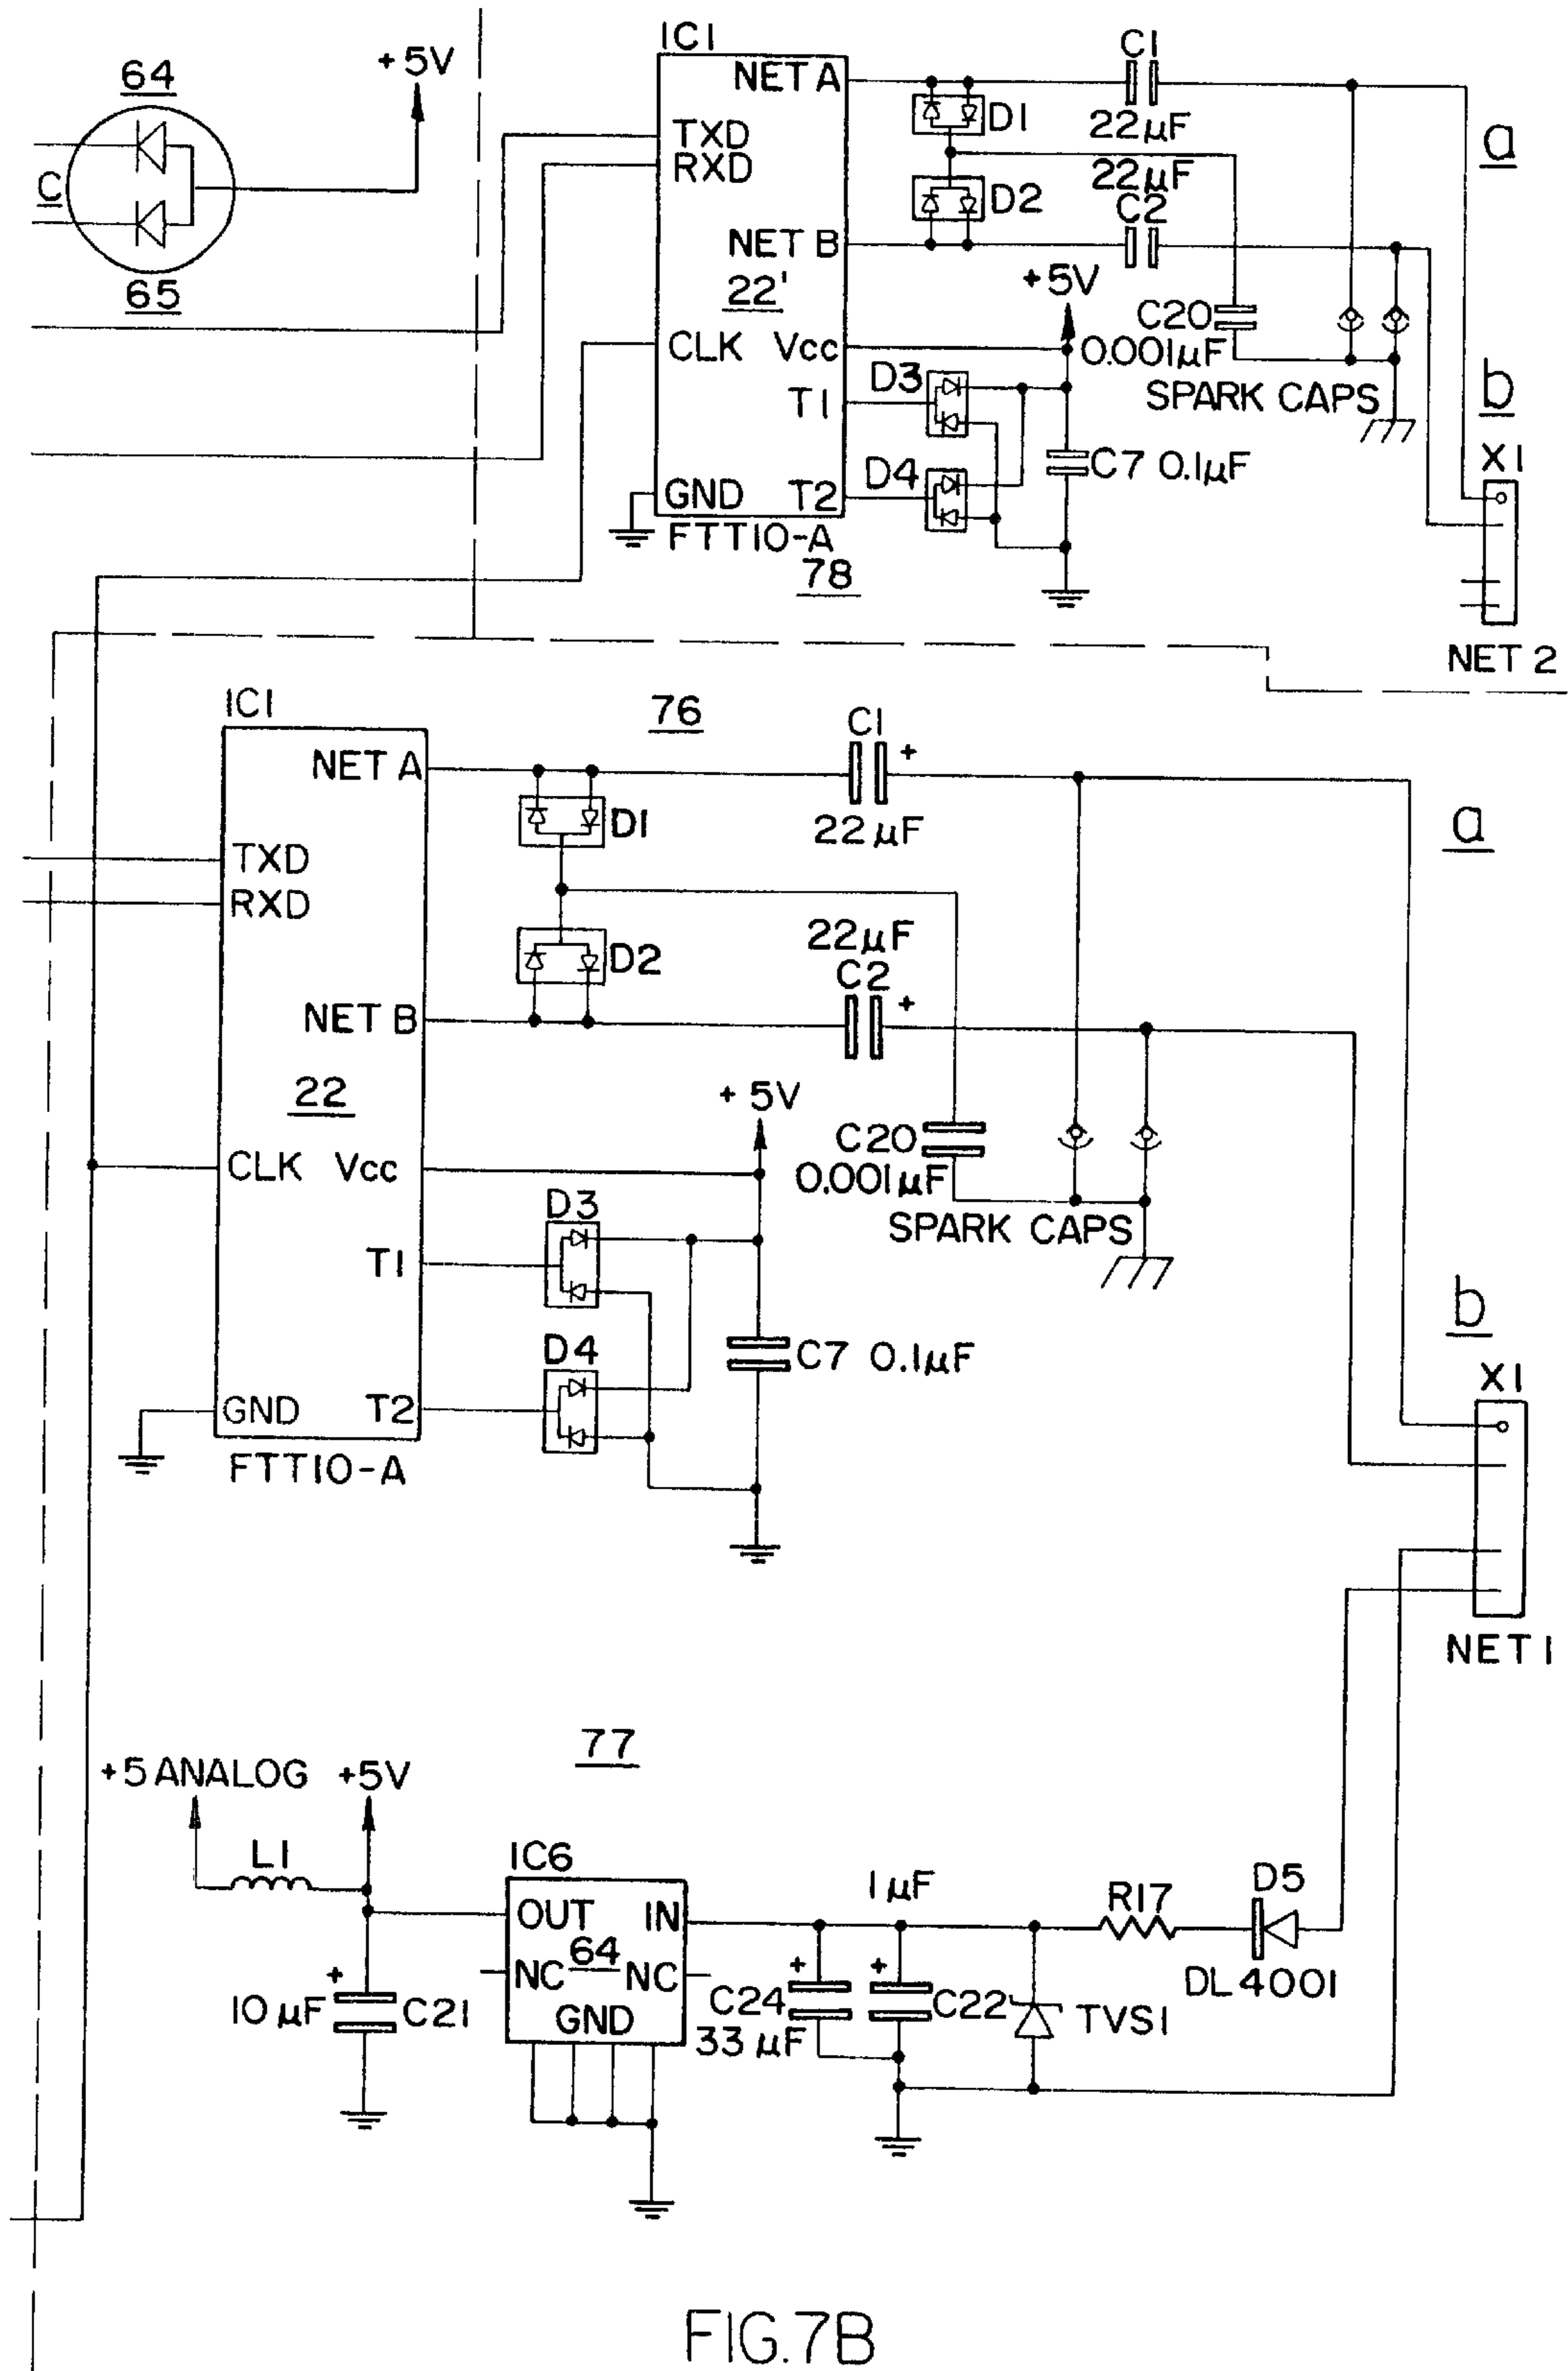 64
+5V
C
65
IC1
NET A
TXD
RXD
NET B
22'
CLK Vcc
T1
GND T2
FTT10-A
78
D1
D2
C1
22µF
22µF
C2
+5V
C20
0.001µF
SPARK CAPS
D3
D4
C7 0.1µF
a
b
X1
NET 2
76
IC1
NET A
TXD
RXD
NET B
22
CLK Vcc
T1
GND T2
FTT10-A
D1
D2
C1
+
22µF
22µF
C2
+
+5V
C20
0.001µF
SPARK CAPS
D3
D4
C7 0.1µF
a
b
X1
NET 1
77
+5 ANALOG +5V
L1
+
10µF C21
IC6
OUT IN
NC 64 NC
GND
1µF
+
C24
33µF
+
C22
TVS1
R17
D5
DL4001
FIG.7B